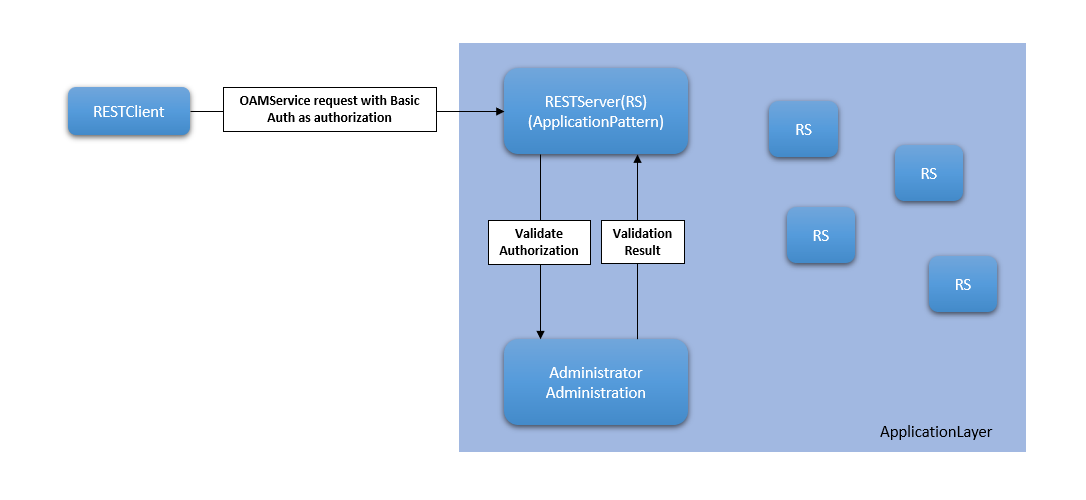 RESTClient
OAMService request with Basic
Auth as authorization
RESTServer(RS)
(ApplicationPattern)
RS
RS
RS
RS
Validate
Authorization
Validation
Result
Administrator
Administration
ApplicationLayer